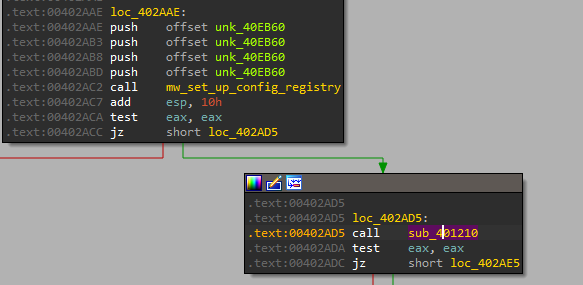 .text:00402AAE loc_402AAE:
.text:00402AAE push offset unk_40EB60
.text:00402AB3 push offset unk_40EB60
.text:00402AB8 push offset unk_40EB60
.text:00402ABD push offset unk_40EB60
.text:00402AC2 call mw_set_up_config_registry
.text:00402AC7 add esp, 10h
.text:00402ACA test eax, eax
.text:00402ACC jz short loc_402AD5
.text:00402AD5
.text:00402AD5 loc_402AD5:
.text:00402AD5 call sub_401210
.text:00402ADA test eax, eax
.text:00402ADC jz short loc_402AE5